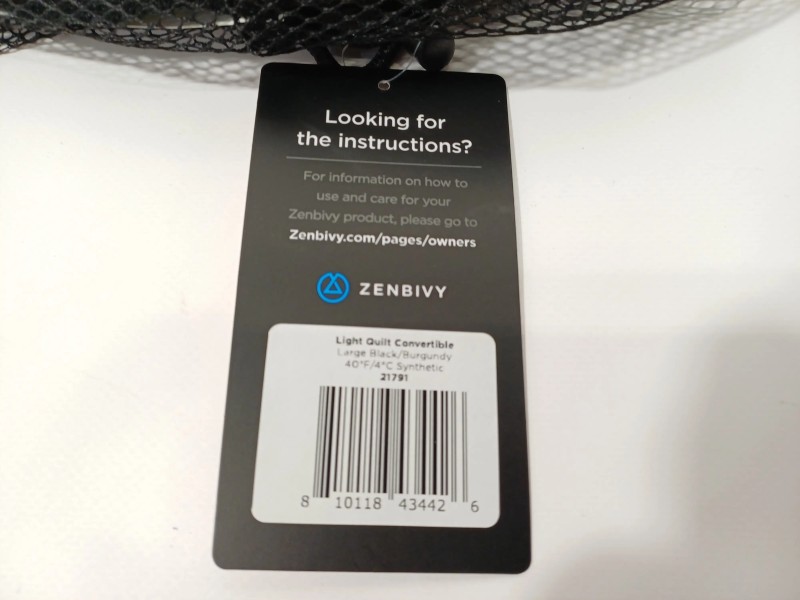 Looking for
the instructions?
For information on how to
use and care for your
Zenbivy product, please go to
Zenbivy.com/pages/owners
ZENBIVY
Light Quilt Convertible
Large Black/Burgundy
40°F/4°C Synthetic
21791
8 10118 43442 6